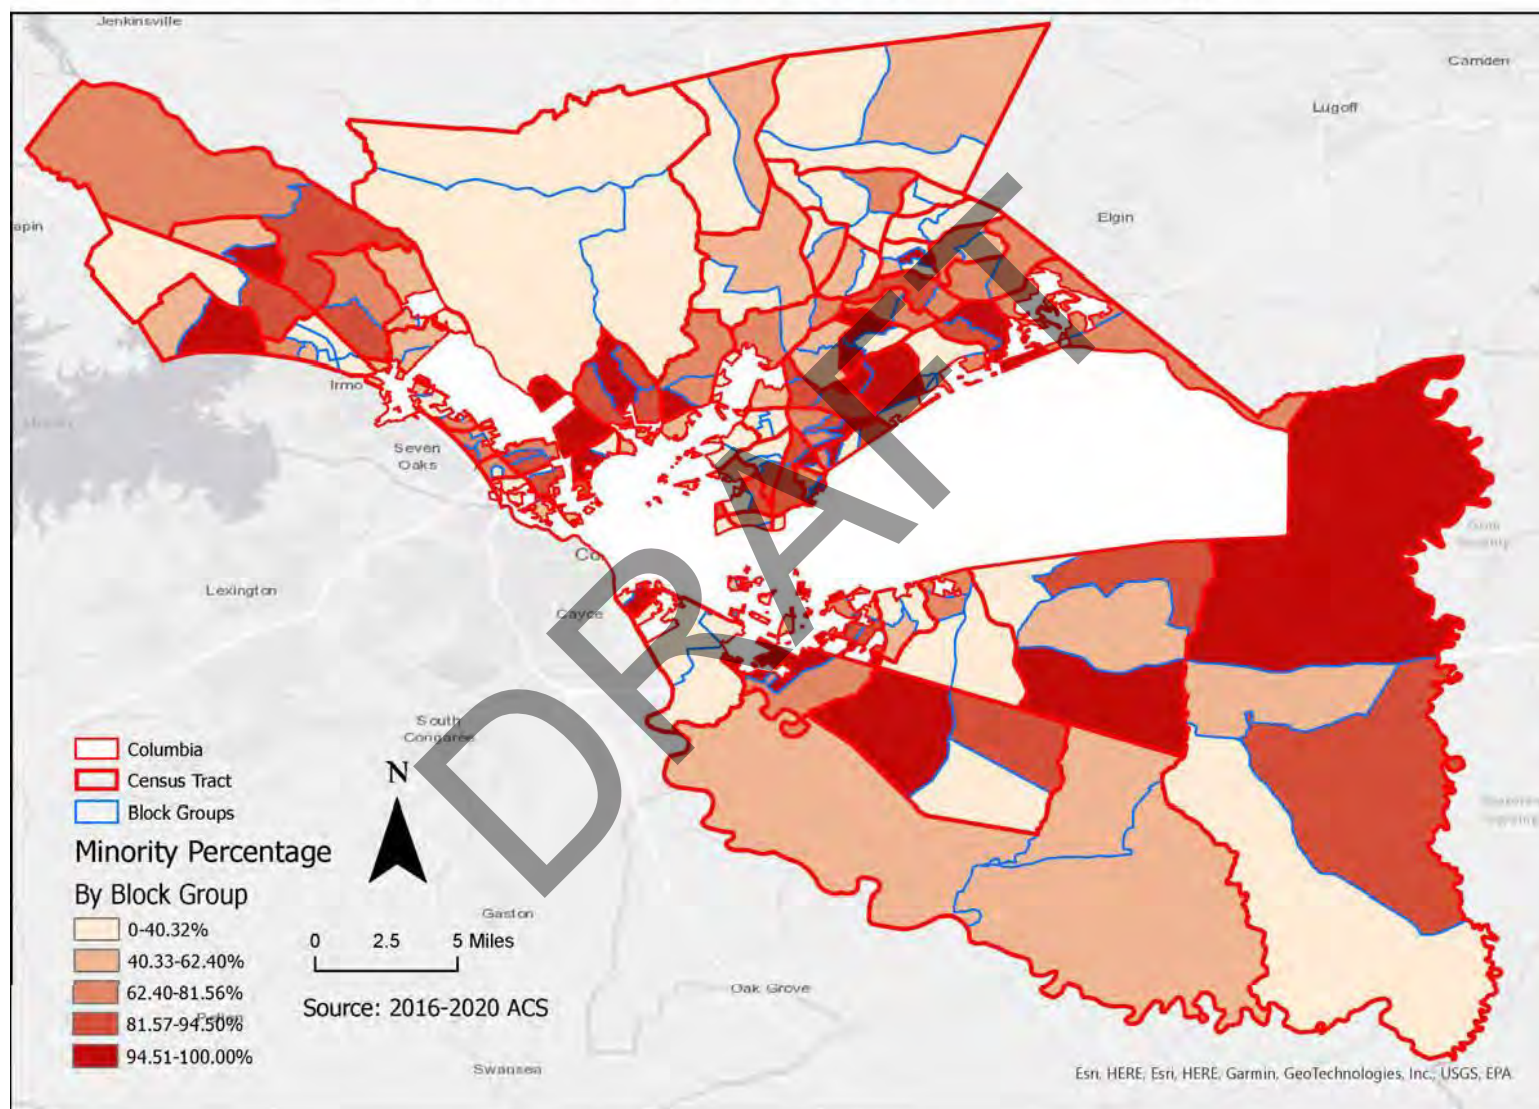 Jenkinsville
Camden
Lugoff
Elgin
apin
Irmo
Seven
Oaks
Lexington
Co
Cayce
South
Congaree
DRAFT
Columbia
Census Tract
Block Groups
N
Minority Percentage
By Block Group
0-40.32%
40.33-62.40%
62.40-81.56%
81.57-94.50%
94.51-100.00%
0 2.5 5 Miles
Source: 2016-2020 ACS
Gaston
Oak Grove
Pelion
Swansea
Esri, HERE, Esri, HERE, Garmin, GeoTechnologies, Inc., USGS, EPA